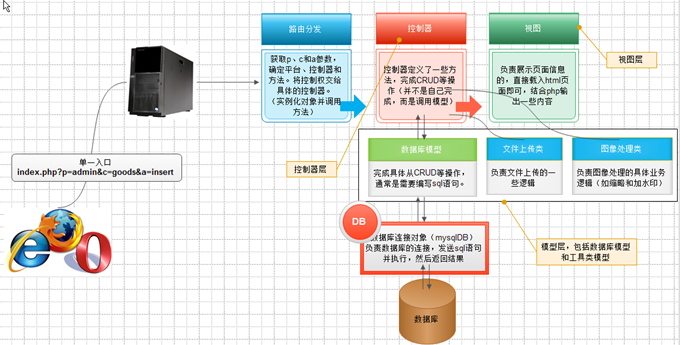 路由分发
控制器
视图
获取p、c和a参数,
确定平台、控制器和
方法。将控制权交给
具体的控制器。
(实例化对象并调用
方法)
控制器定义了一些方
法,完成CRUD等操
作(并不是自己完
成,而是调用模型)
负责展示页面信息
的,直接载入html页
面即可,结合php输
出一些内容
视图层
单一入口
index.php?p=admin&c=goods&a=insert
控制器层
数据库模型
文件上传类
图像处理类
完成具体从CRUD等操作,
通常是需要编写sql语句。
负责文件上传的一
些逻辑
负责图像处理的具体业务
逻辑(如缩略和加水印)
DB
数据库连接对象(mysqlDB)
负责数据库的连接,发送sql语句
并执行,然后返回结果
模型层,包括数据库模型
和工具类模型
数据库